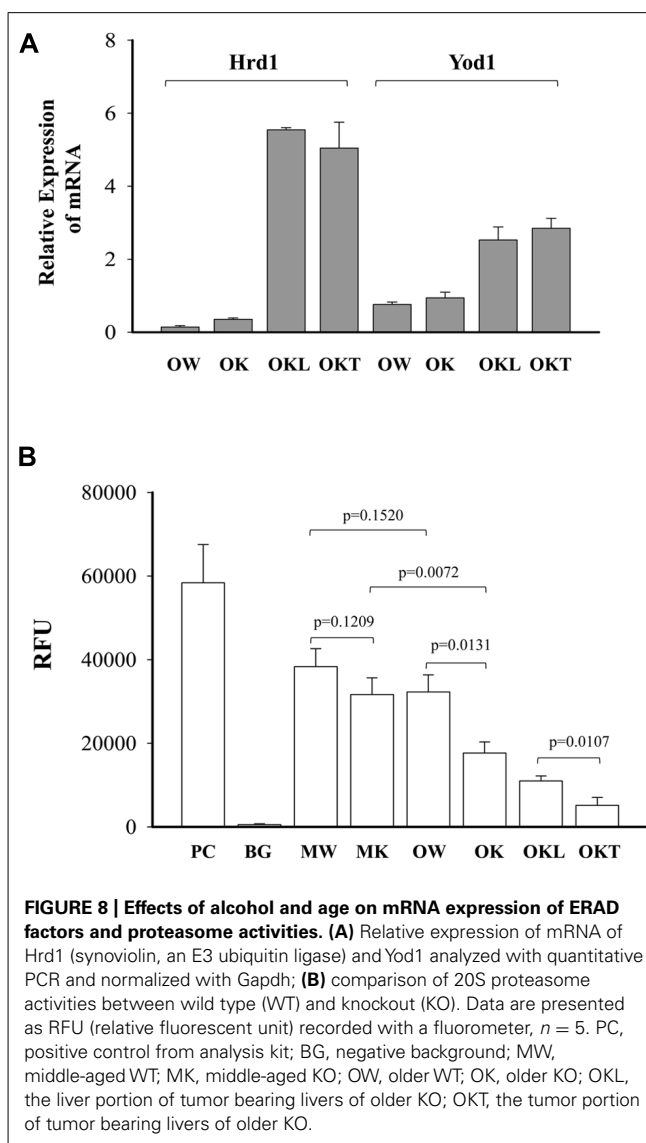 A
8
6
4
2
0
Relative Expression
of mRNA
Hrd1
Yod1
OW OK OKL OKT OW OK OKL OKT
B
80000
60000
40000
20000
0
RFU
p=0.1520
p=0.0072
p=0.1209
p=0.0131
p=0.0107
PC BG MW MK OW OK OKL OKT
FIGURE 8 | Effects of alcohol and age on mRNA expression of ERAD
factors and proteasome activities. (A) Relative expression of mRNA of
Hrd1 (synoviolin, an E3 ubiquitin ligase) and Yod1 analyzed with quantitative
PCR and normalized with Gapdh; (B) comparison of 20S proteasome
activities between wild type (WT) and knockout (KO). Data are presented
as RFU (relative fluorescent unit) recorded with a fluorometer, n = 5. PC,
positive control from analysis kit; BG, negative background; MW,
middle-aged WT; MK, middle-aged KO; OW, older WT; OK, older KO; OKL,
the liver portion of tumor bearing livers of older KO; OKT, the tumor portion
of tumor bearing livers of older KO.